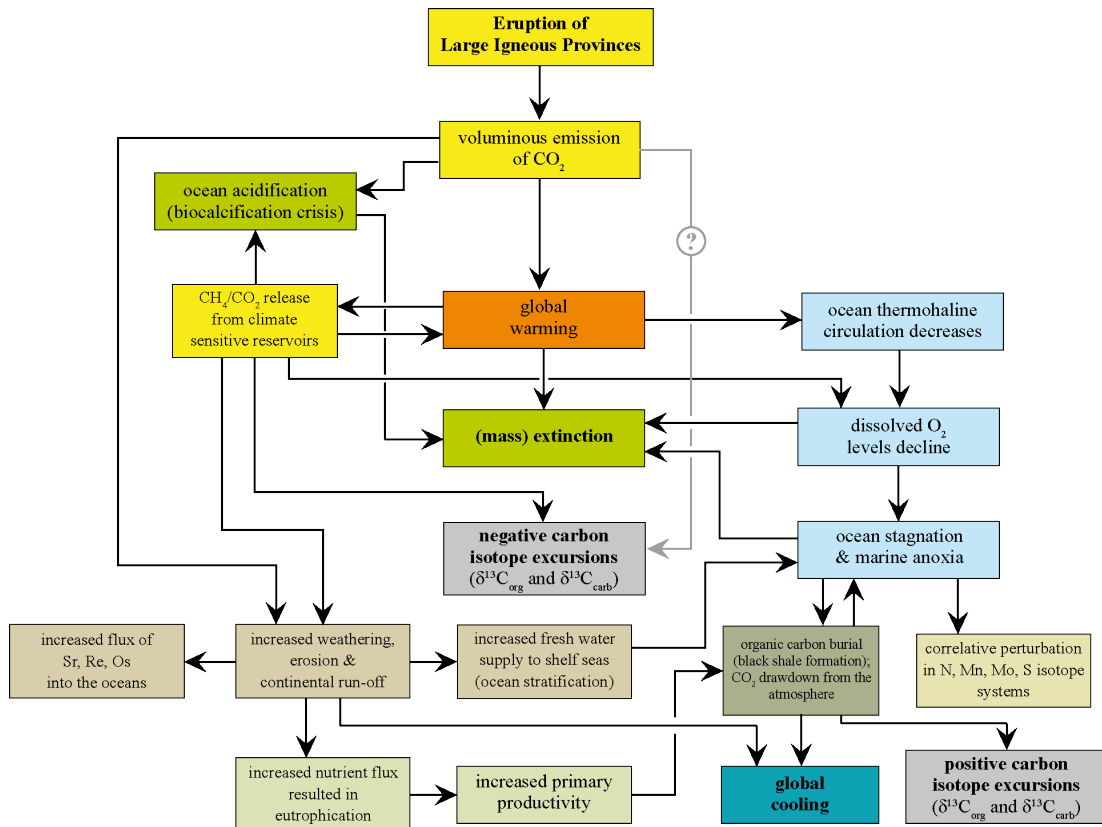 Eruption of
Large Igneous Provinces
voluminous emission
of CO₂
ocean acidification
(biocalcification crisis)
?
CH₄/CO₂ release
from climate
sensitive reservoirs
global
warming
ocean thermohaline
circulation decreases
(mass) extinction
dissolved O₂
levels decline
negative carbon
isotope excursions
(δ¹³C_org and δ¹³C_carb)
ocean stagnation
& marine anoxia
increased flux of
Sr, Re, Os
into the oceans
increased weathering,
erosion &
continental run-off
increased fresh water
supply to shelf seas
(ocean stratification)
organic carbon burial
(black shale formation);
CO₂ drawdown from the
atmosphere
correlative perturbation
in N, Mn, Mo, S isotope
systems
increased nutrient flux
resulted in
eutrophication
increased primary
productivity
global
cooling
positive carbon
isotope excursions
(δ¹³C_org and δ¹³C_carb)